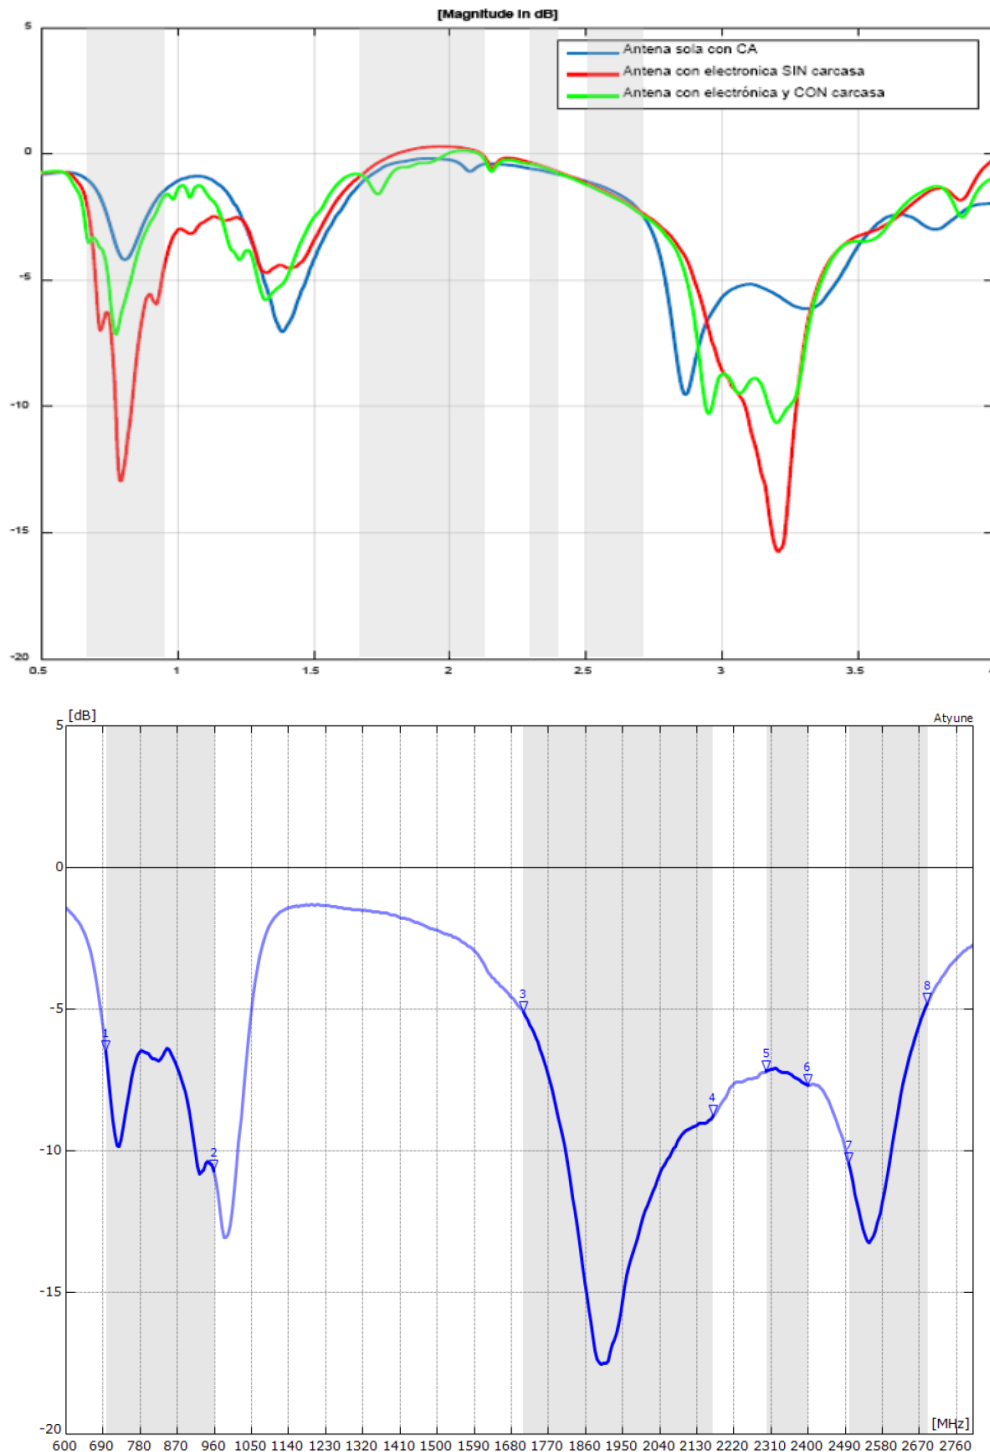 [Magnitude in dB]
5
Antena sola con CA
Antena con electronica SIN carcasa
Antena con electrónica y CON carcasa
0
-5
-10
-15
-20
0.5 1 1.5 2 2.5 3 3.5 4
[dB] Atyune
5
0
1 2 3 4 5 6 7 8
-5
-10
-15
-20
[MHz]
600 690 780 870 960 1050 1140 1230 1320 1410 1500 1590 1680 1770 1860 1950 2040 2130 2220 2310 2400 2490 2580 2670 2760